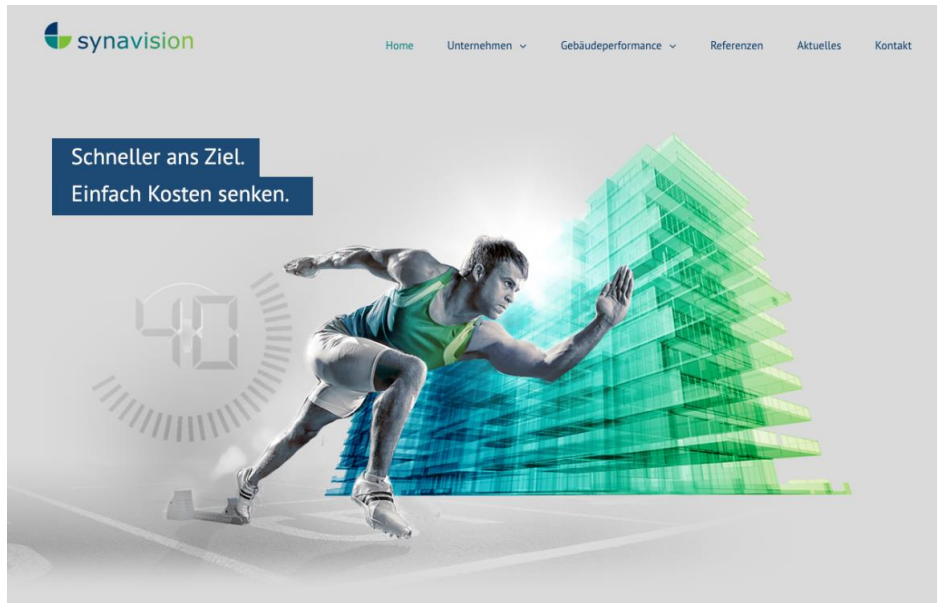 synavision
Home Unternehmen Gebäudeperformance Referenzen Aktuelles Kontakt
Schneller ans Ziel.
Einfach Kosten senken.
40